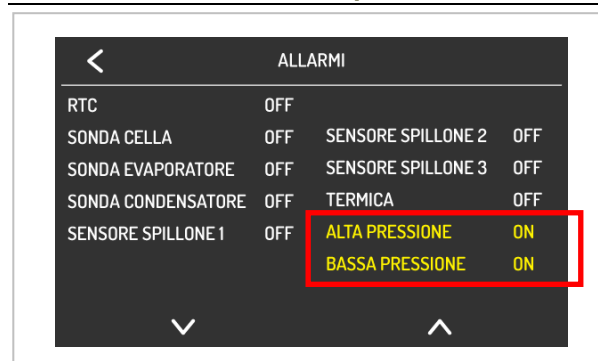 ALLARMI
RTC OFF
SONDA CELLA OFF SENSORE SPILLONE 2 OFF
SONDA EVAPORATORE OFF SENSORE SPILLONE 3 OFF
SONDA CONDENSATORE OFF TERMICA OFF
SENSORE SPILLONE 1 OFF ALTA PRESSIONE ON
BASSA PRESSIONE ON